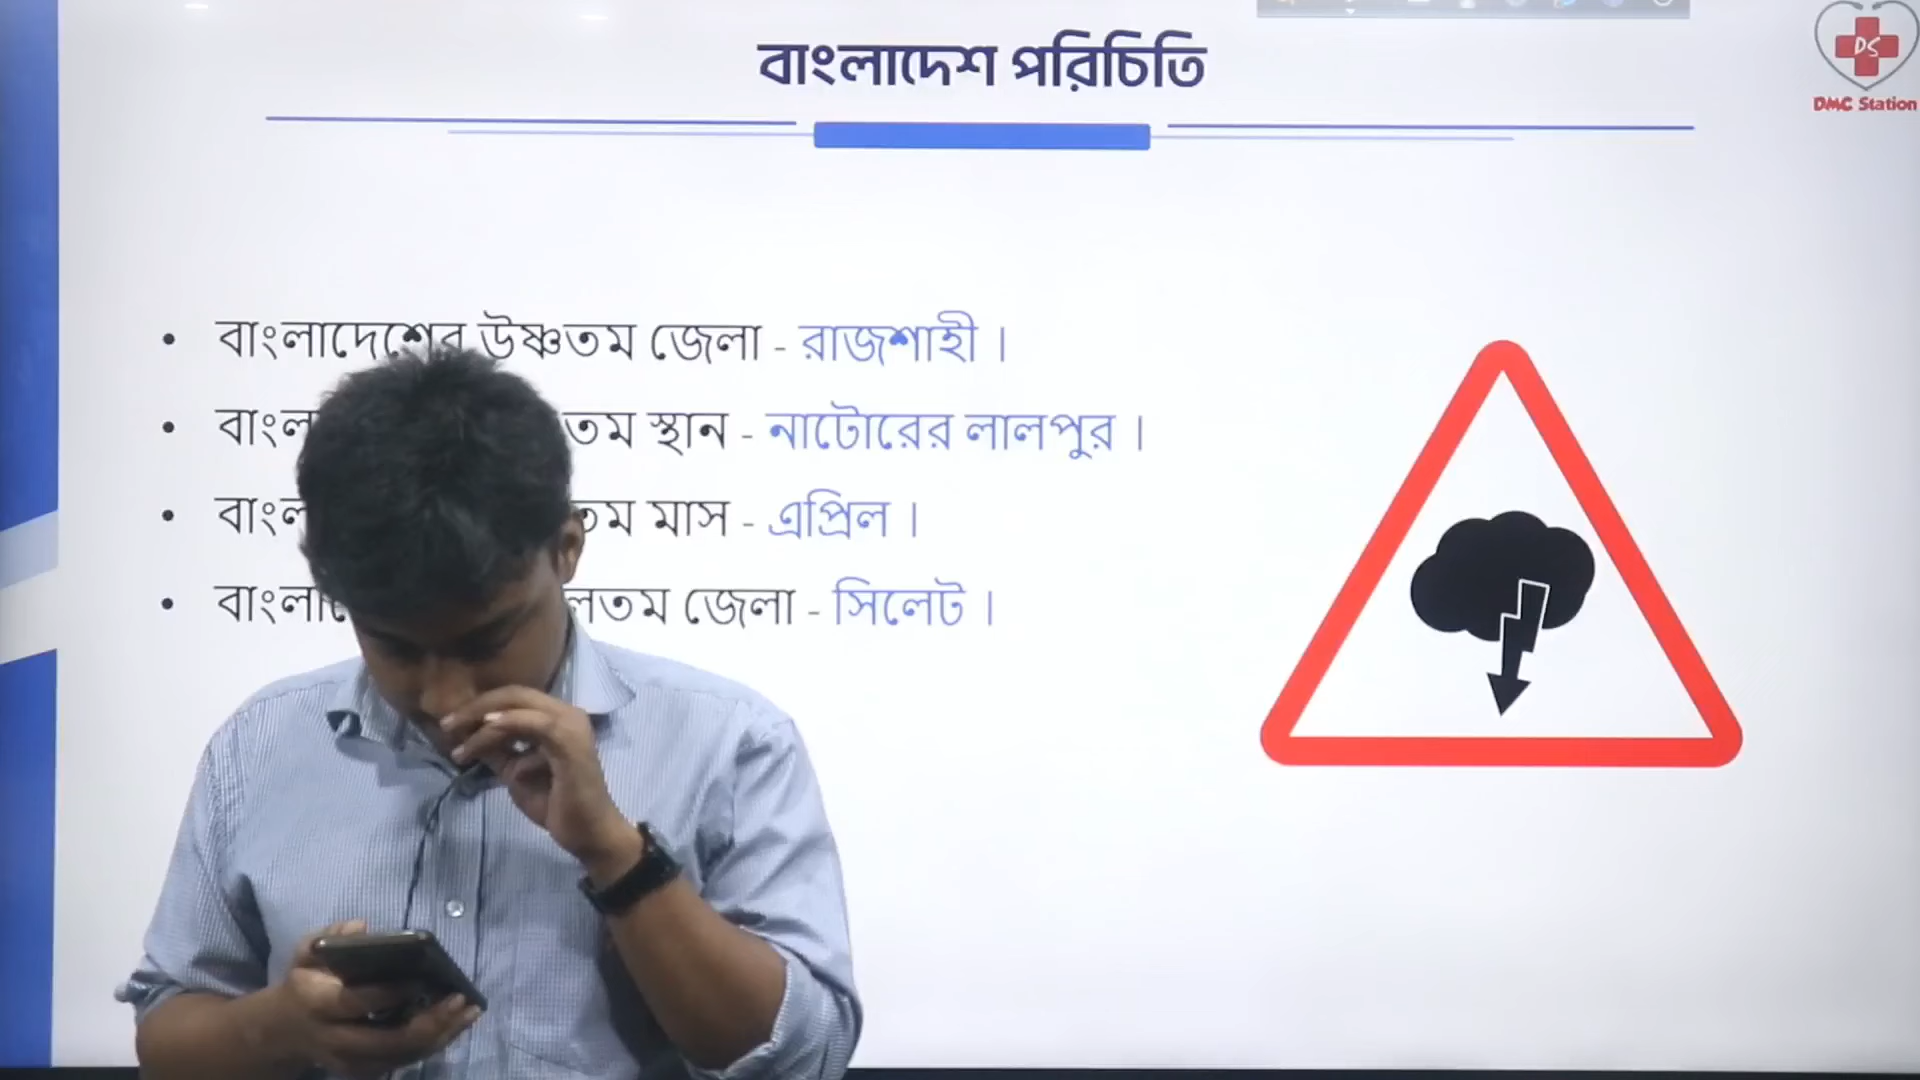 বাংলাদেশ পরিচিতি
DS
DMC Station
• বাংলাদেশের উষ্ণতম জেলা - রাজশাহী ।
• তম স্থান - নাটোরের লালপুর ।
• তম মাস - এপ্রিল ।
• লতম জেলা - সিলেট ।